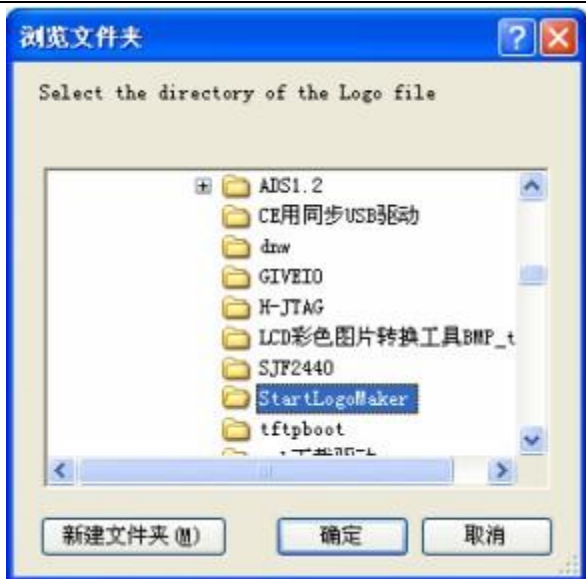 浏览文件夹
Select the directory of the Logo file
ADS1.2
CE用同步USB驱动
dnw
GIVEIO
H-JTAG
LCD彩色图片转换工具BMP_t
SJF2440
StartLogoMaker
tftpboot
新建文件夹(M)
确定
取消